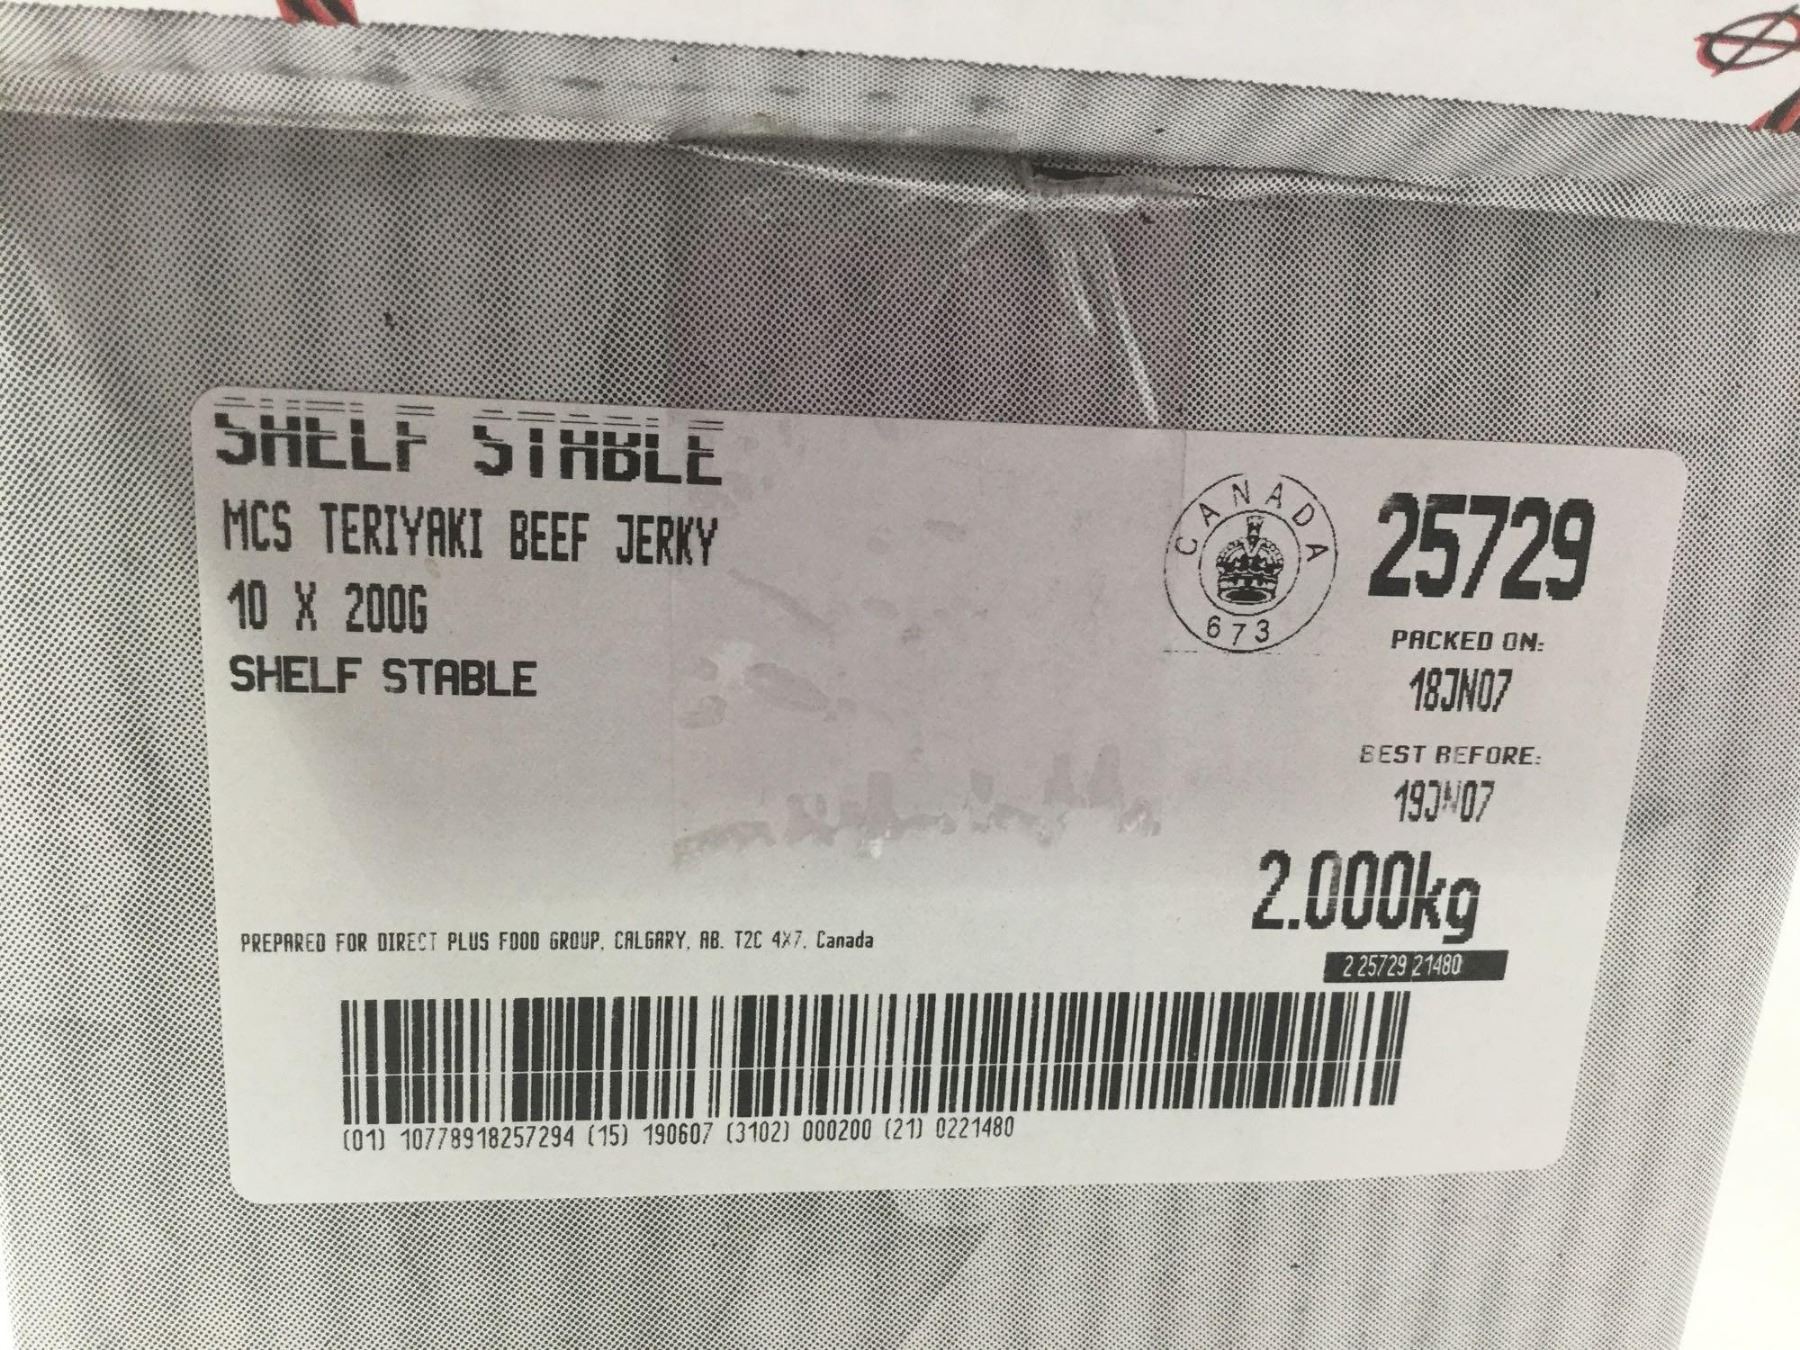 SHELF STABLE
MCS TERIYAKI BEEF JERKY
10 X 200G
SHELF STABLE
CANADA
673
25729
PACKED ON:
18JN07
BEST BEFORE:
19JN07
2.000kg
2 25729 21480
PREPARED FOR DIRECT PLUS FOOD GROUP, CALGARY, AB. T2C 4X7, Canada
(01) 10778918257294 (15) 190607 (3102) 000200 (21) 0221480